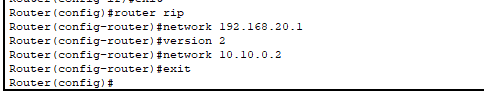 Router(config-if)#exit
Router(config)#router rip
Router(config-router)#network 192.168.20.1
Router(config-router)#version 2
Router(config-router)#network 10.10.0.2
Router(config-router)#exit
Router(config)#